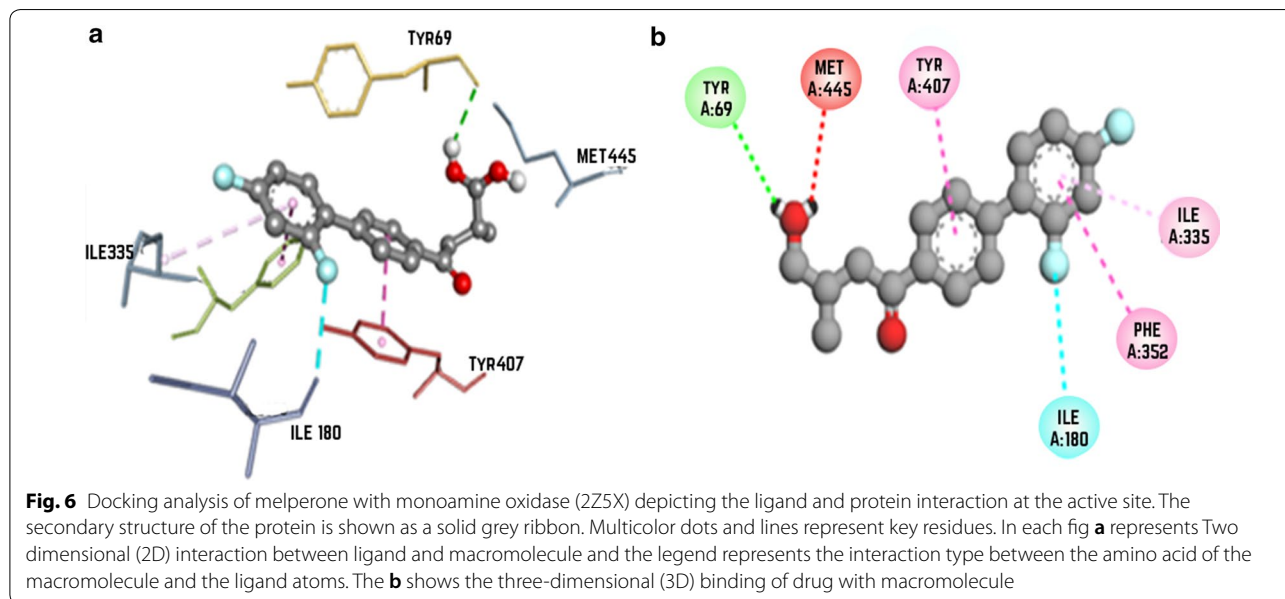 a
b
TYR69
MET445
ILE335
TYR407
ILE 180
TYR
A:69
MET
A:445
TYR
A:407
ILE
A:335
PHE
A:352
ILE
A:180
Fig. 6 Docking analysis of melperone with monoamine oxidase (2Z5X) depicting the ligand and protein interaction at the active site. The
secondary structure of the protein is shown as a solid grey ribbon. Multicolor dots and lines represent key residues. In each fig a represents Two
dimensional (2D) interaction between ligand and macromolecule and the legend represents the interaction type between the amino acid of the
macromolecule and the ligand atoms. The b shows the three-dimensional (3D) binding of drug with macromolecule